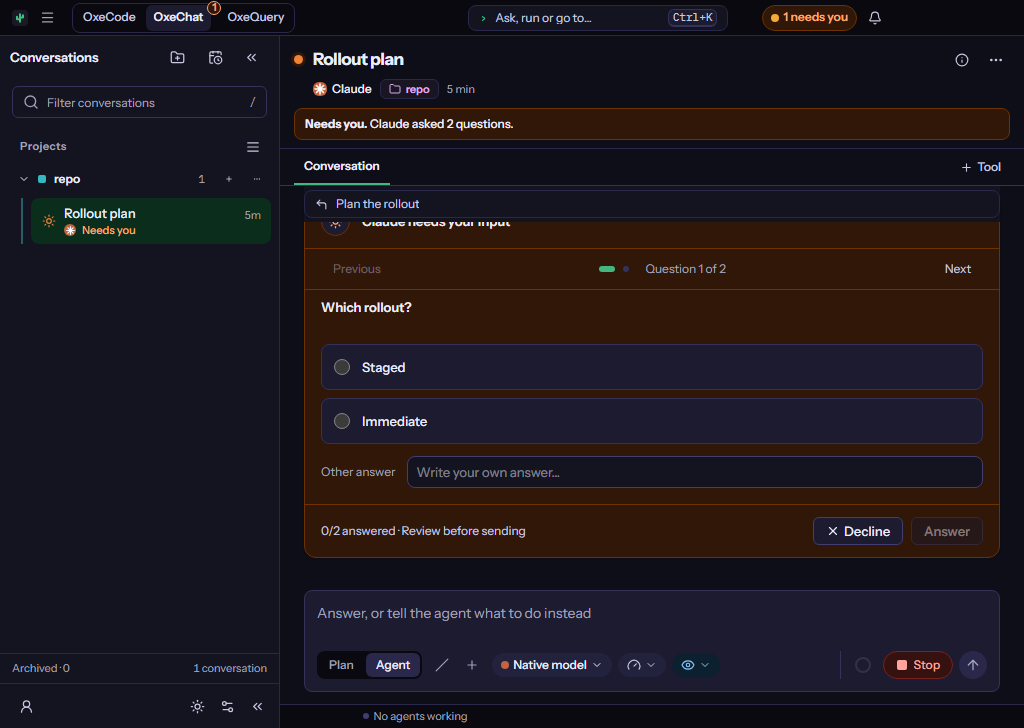 OxeCode
OxeChat
1
OxeQuery
Ask, run or go to...
Ctrl+K
1 needs you
Conversations
Filter conversations
/
Projects
repo
1
Rollout plan
5m
Needs you
Archived · 0
1 conversation
Rollout plan
Claude
repo
5 min
Needs you. Claude asked 2 questions.
Conversation
Tool
Plan the rollout
Claude needs your input
Previous
Question 1 of 2
Next
Which rollout?
Staged
Immediate
Other answer
Write your own answer...
0/2 answered · Review before sending
Decline
Answer
Answer, or tell the agent what to do instead
Plan
Agent
Native model
Stop
No agents working